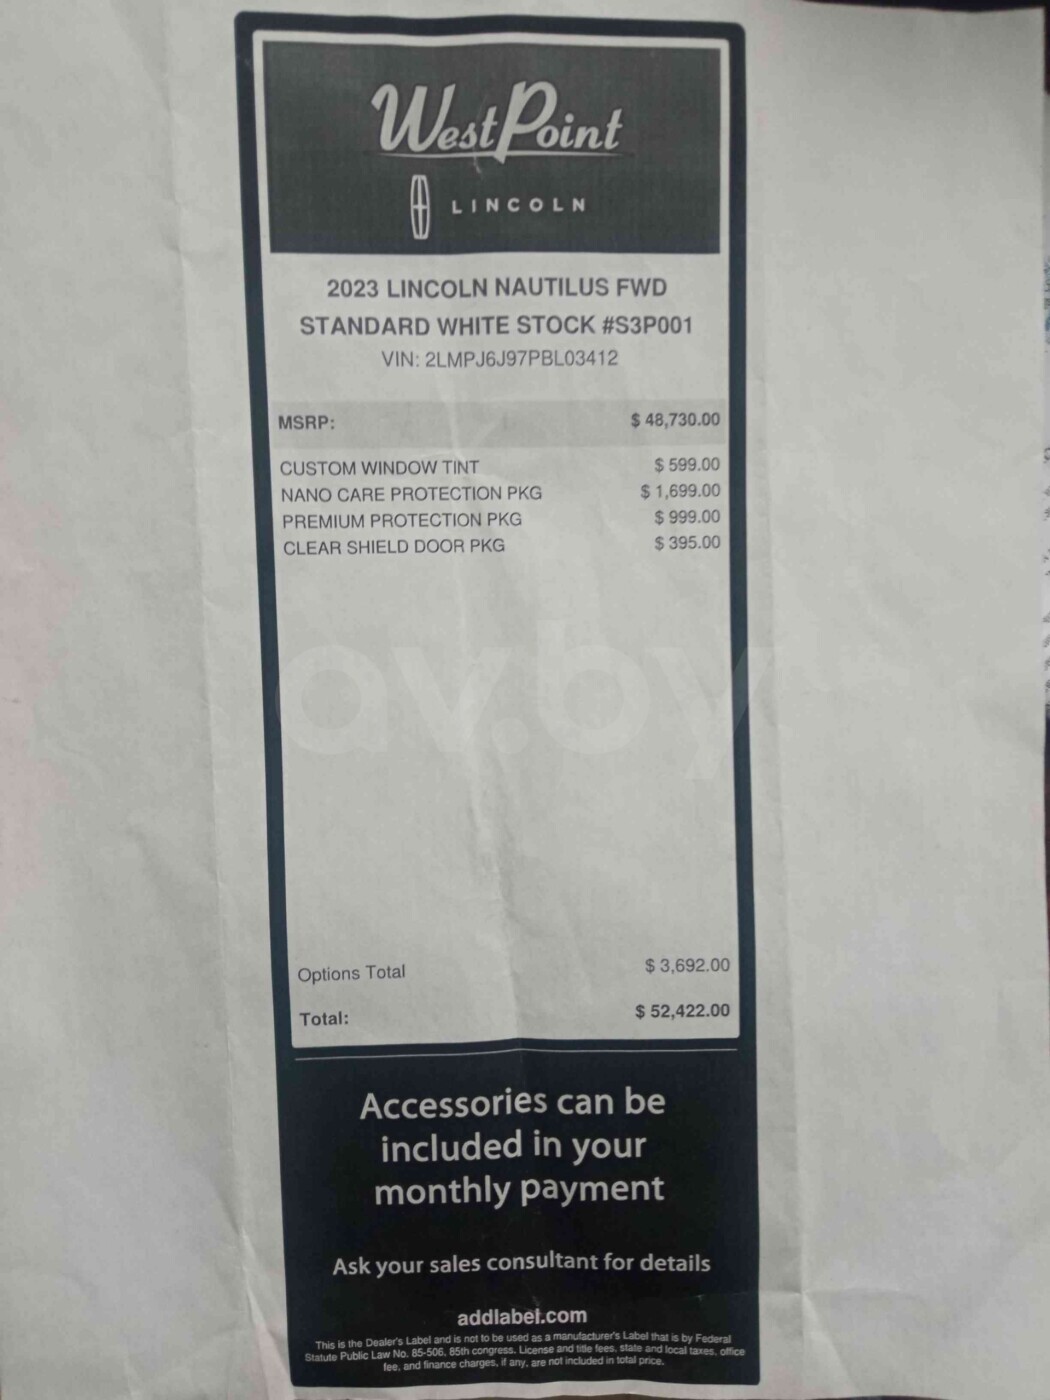 West Point
LINCOLN
2023 LINCOLN NAUTILUS FWD
STANDARD WHITE STOCK #S3P001
VIN: 2LMPJ6J97PBL03412
MSRP: $ 48,730.00
CUSTOM WINDOW TINT $ 599.00
NANO CARE PROTECTION PKG $ 1,699.00
PREMIUM PROTECTION PKG $ 999.00
CLEAR SHIELD DOOR PKG $ 395.00
av.by
Options Total $ 3,692.00
Total: $ 52,422.00
Accessories can be
included in your
monthly payment
Ask your sales consultant for details
addlabel.com
This is the Dealer's Label and is not to be used as a manufacturer's Label that is by Federal
Statute Public Law No. 85-506, 85th congress. License and title fees, state and local taxes, office
fee, and finance charges, if any, are not included in total price.